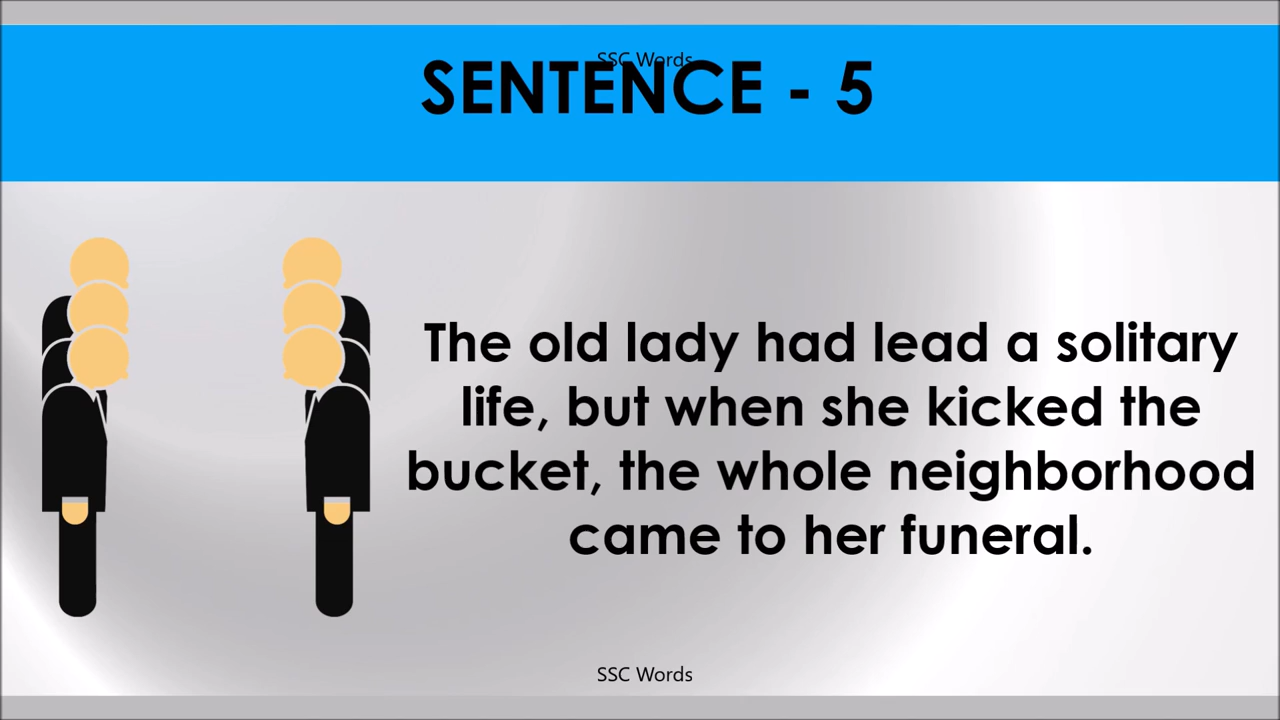 SSC Words
SENTENCE - 5
The old lady had lead a solitary
life, but when she kicked the
bucket, the whole neighborhood
came to her funeral.
SSC Words